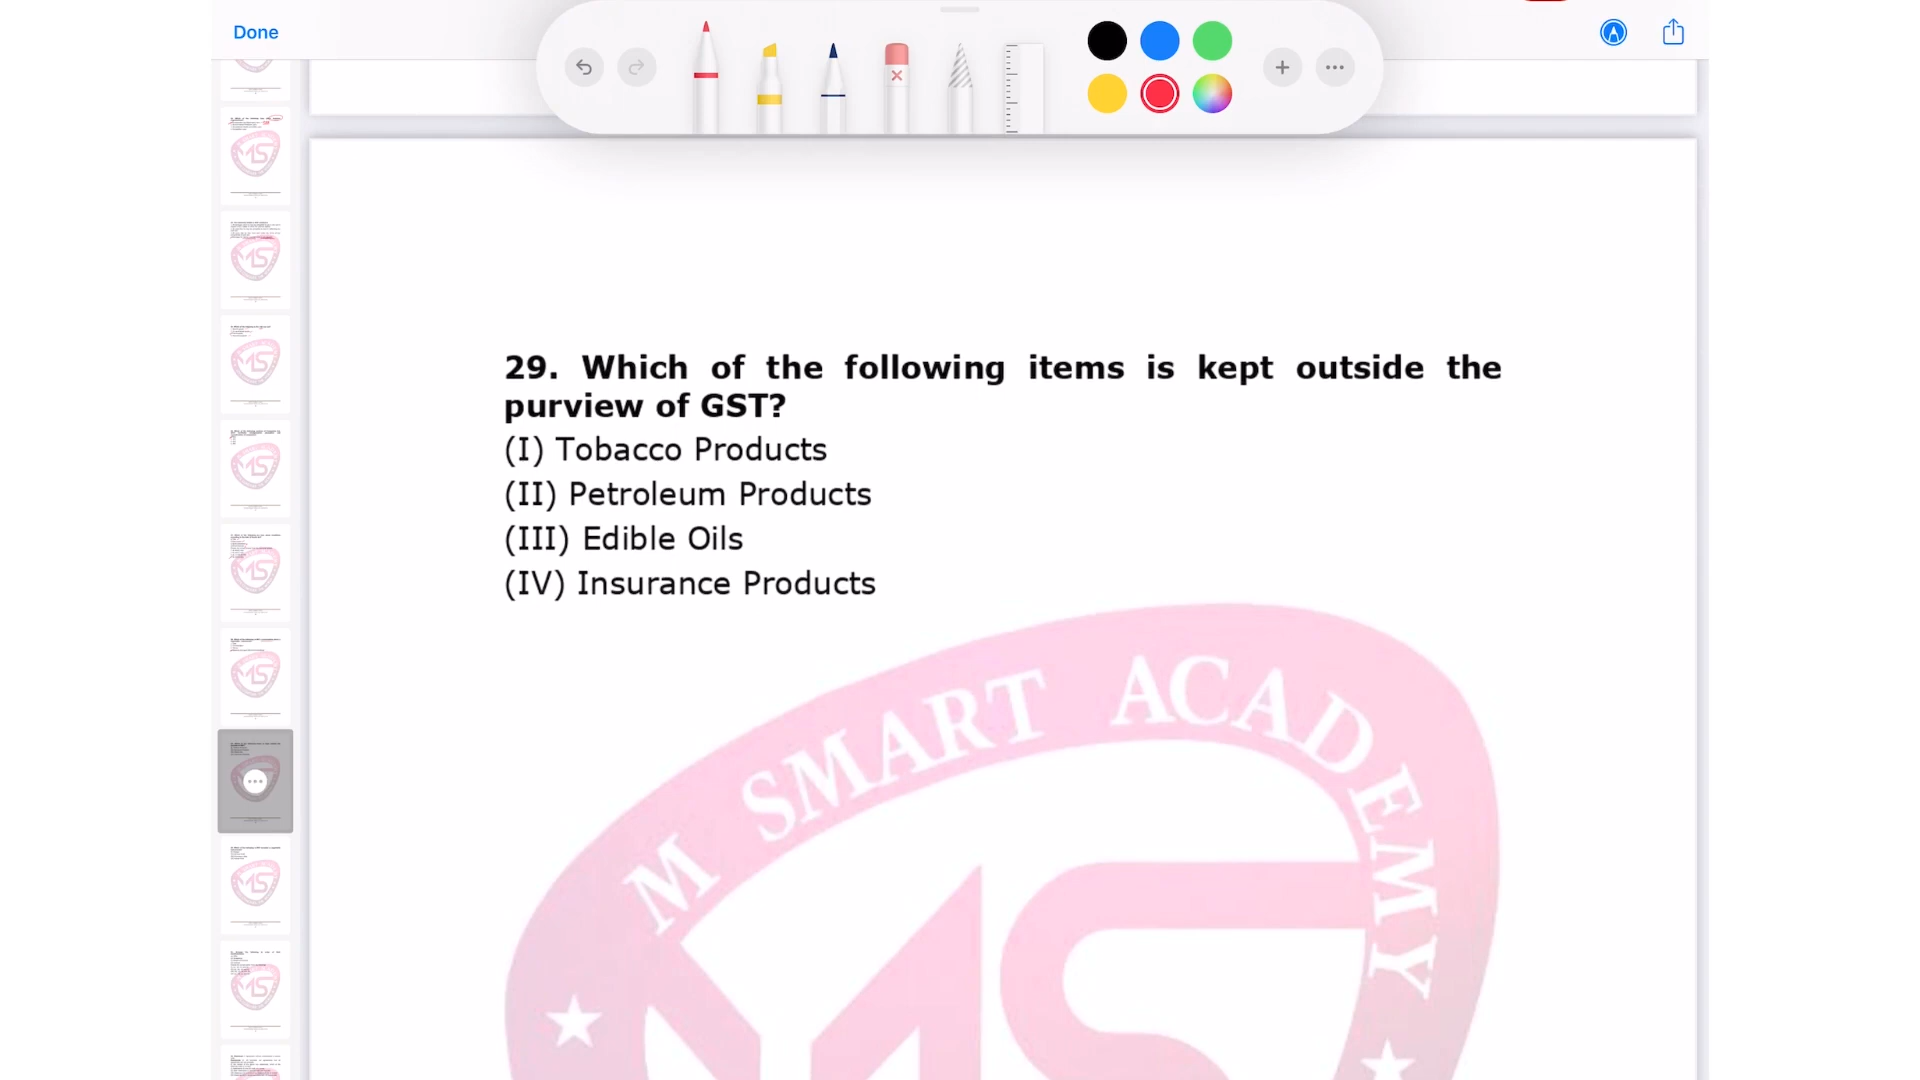 Done
29. Which of the following items is kept outside the
purview of GST?
(I) Tobacco Products
(II) Petroleum Products
(III) Edible Oils
(IV) Insurance Products
M SMART ACADEMY
MS